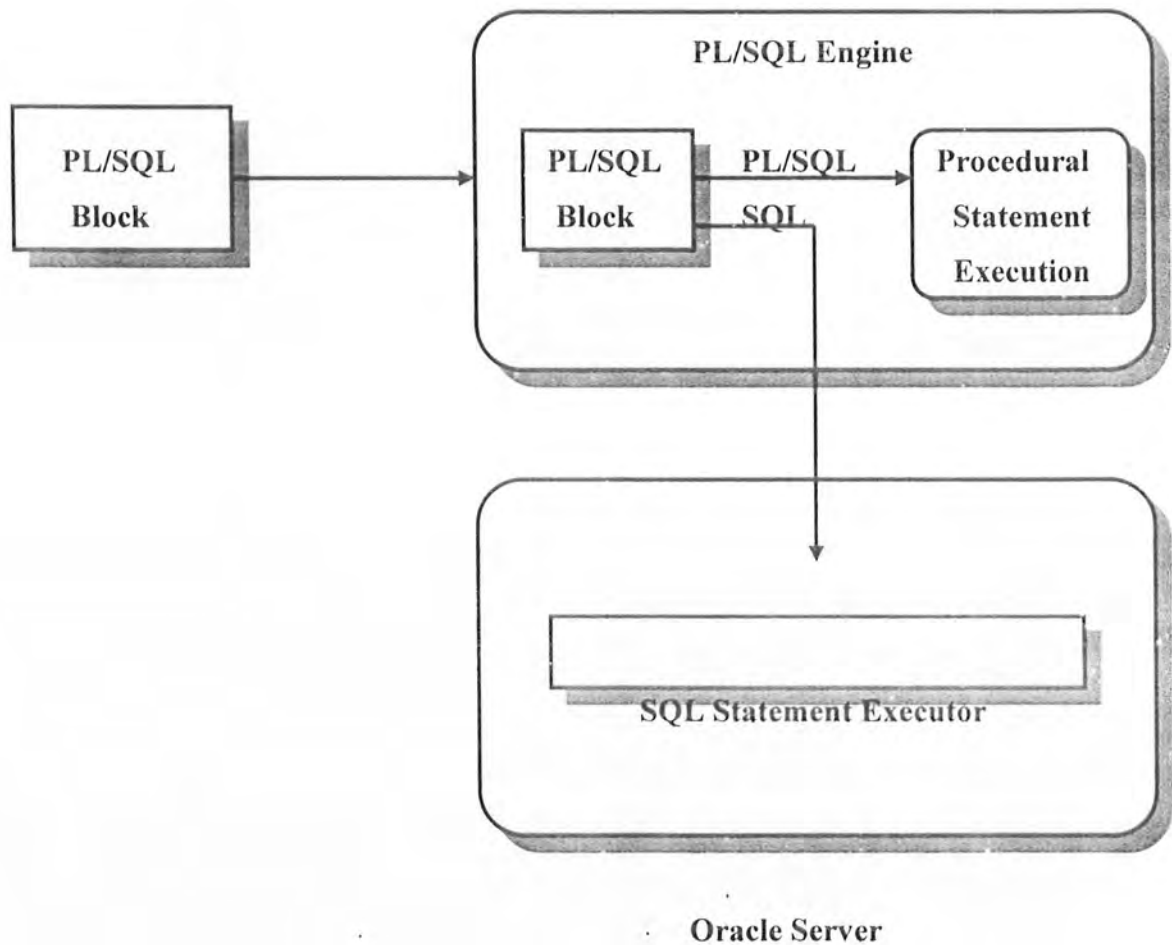 PL/SQL Engine
PL/SQL
Block
PL/SQL
Block
PL/SQL
SQL
Procedural
Statement
Execution
SQL Statement Executor
Oracle Server